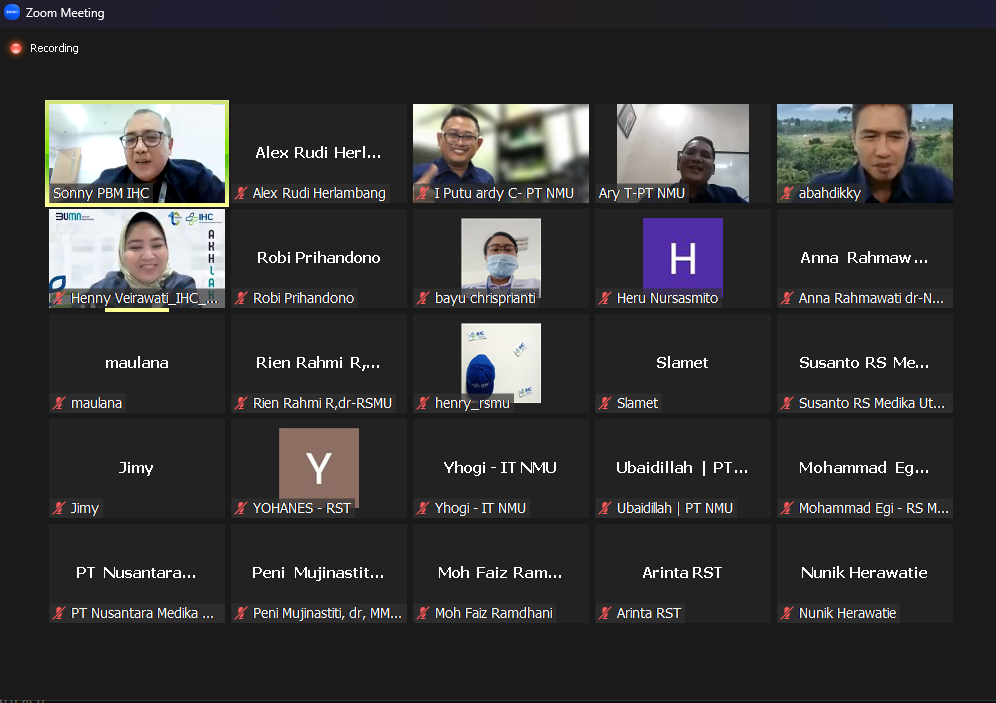 zoom Zoom Meeting
Recording
Sonny PBM IHC
Alex Rudi Herl...
Alex Rudi Herlambang
I Putu ardy C- PT NMU
Ary T-PT NMU
abahdikky
BUMN IHC
AKHLAK
Henny Veirawati_IHC_...
Robi Prihandono
Robi Prihandono
bayu chrisprianti
H
Heru Nursasmito
Anna Rahmaw...
Anna Rahmawati dr-N...
maulana
maulana
Rien Rahmi R,...
Rien Rahmi R,dr-RSMU
henry_rsmu
Slamet
Slamet
Susanto RS Me...
Susanto RS Medika Ut...
Jimy
Jimy
Y
YOHANES - RST
Yhogi - IT NMU
Yhogi - IT NMU
Ubaidillah | PT...
Ubaidillah | PT NMU
Mohammad Eg...
Mohammad Egi - RS M...
PT Nusantara...
PT Nusantara Medika ...
Peni Mujinastit...
Peni Mujinastiti, dr, MM...
Moh Faiz Ram...
Moh Faiz Ramdhani
Arinta RST
Arinta RST
Nunik Herawatie
Nunik Herawatie